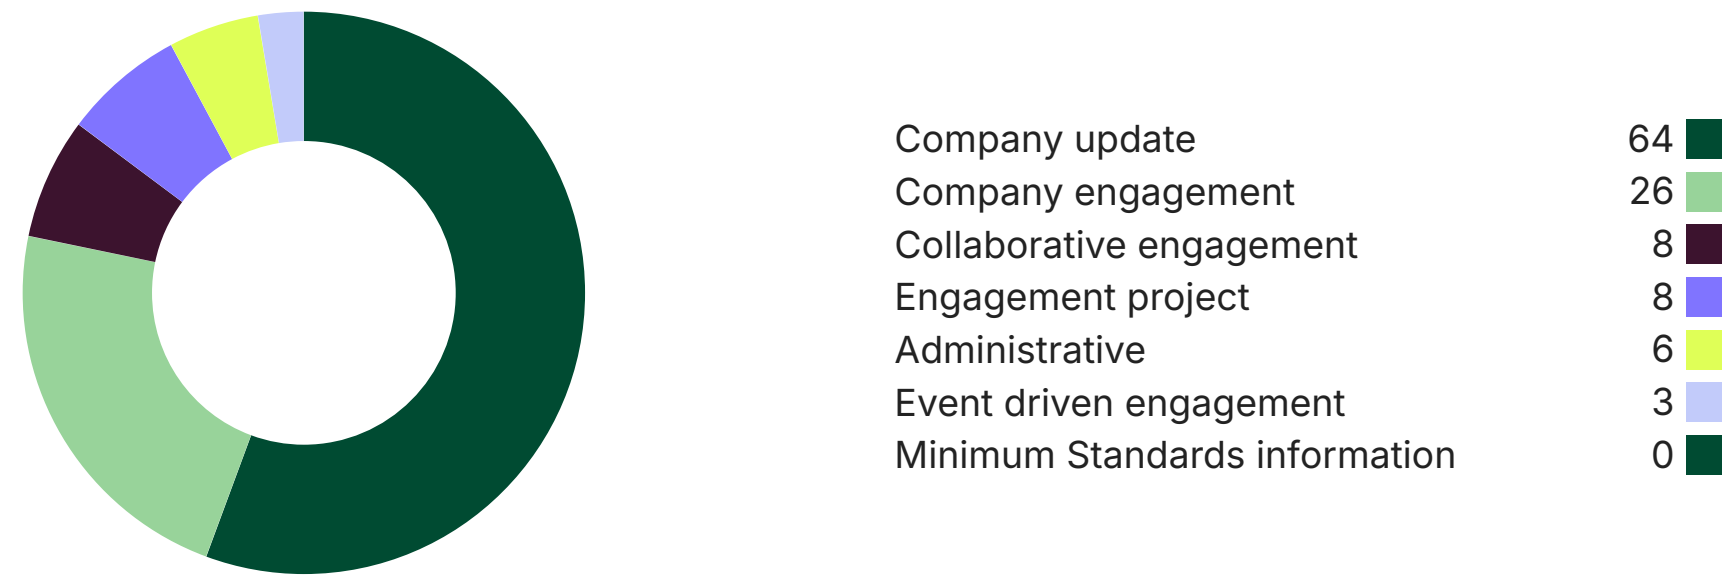 Company update 64
Company engagement 26
Collaborative engagement 8
Engagement project 8
Administrative 6
Event driven engagement 3
Minimum Standards information 0